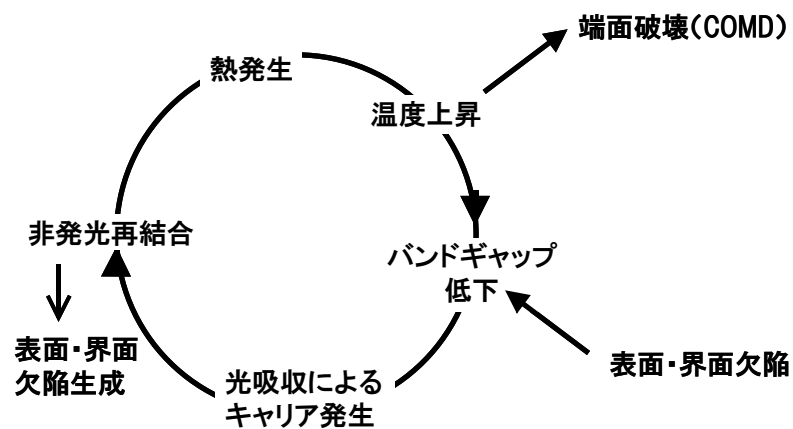 端面破壊(COMD)
熱発生
温度上昇
非発光再結合
バンドギャップ
低下
表面・界面
欠陥生成
光吸収による
キャリア発生
表面・界面欠陥